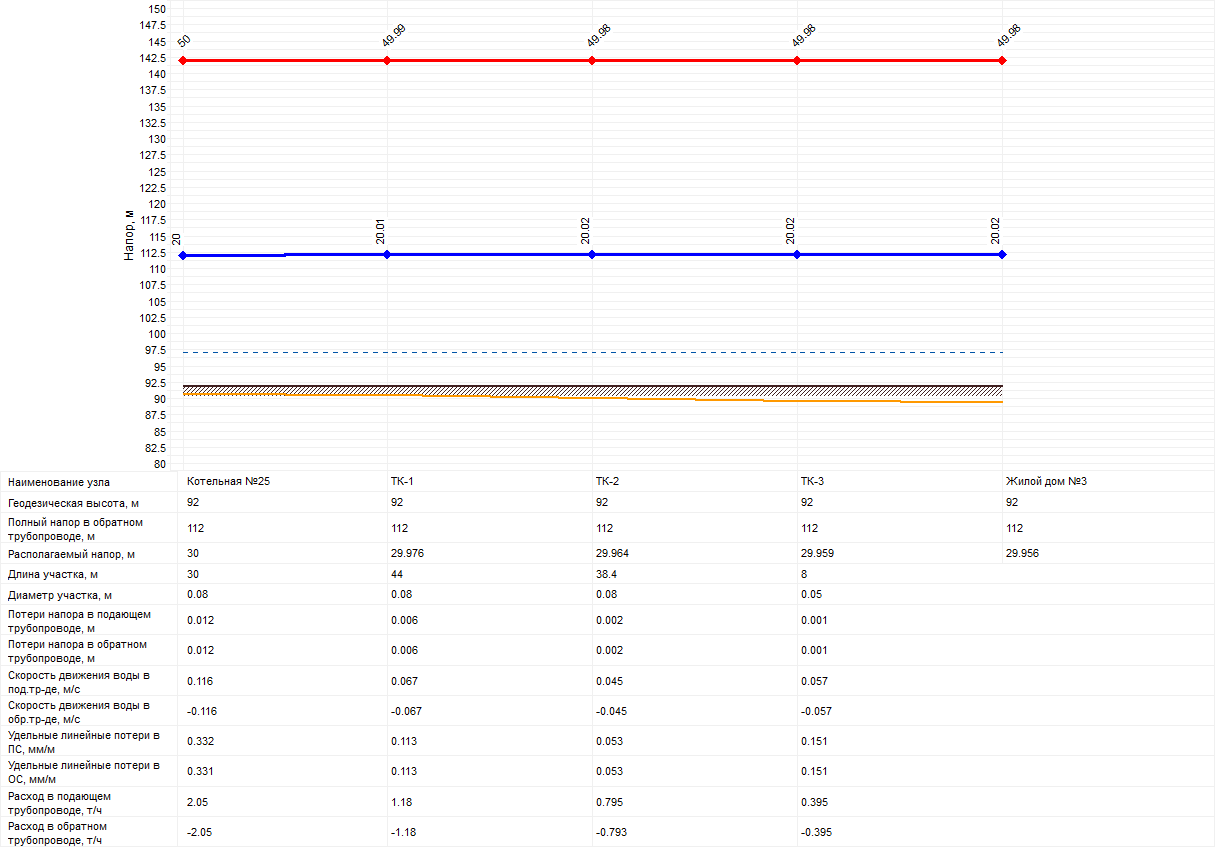 150
147.5
145
142.5
140
137.5
135
132.5
130
127.5
125
122.5
120
117.5
115
112.5
110
107.5
105
102.5
100
97.5
95
92.5
90
87.5
85
82.5
80
Напор, м
50 49.99 49.98 49.98 49.98
20 20.01 20.02 20.02 20.02
Наименование узла Котельная №25 ТК-1 ТК-2 ТК-3 Жилой дом №3
Геодезическая высота, м 92 92 92 92 92
Полный напор в обратном
трубопроводе, м 112 112 112 112 112
Располагаемый напор, м 30 29.976 29.964 29.959 29.956
Длина участка, м 30 44 38.4 8
Диаметр участка, м 0.08 0.08 0.08 0.05
Потери напора в подающем
трубопроводе, м 0.012 0.006 0.002 0.001
Потери напора в обратном
трубопроводе, м 0.012 0.006 0.002 0.001
Скорость движения воды в
под.тр-де, м/с 0.116 0.067 0.045 0.057
Скорость движения воды в
обр.тр-де, м/с -0.116 -0.067 -0.045 -0.057
Удельные линейные потери в
ПС, мм/м 0.332 0.113 0.053 0.151
Удельные линейные потери в
ОС, мм/м 0.331 0.113 0.053 0.151
Расход в подающем
трубопроводе, т/ч 2.05 1.18 0.795 0.395
Расход в обратном
трубопроводе, т/ч -2.05 -1.18 -0.793 -0.395